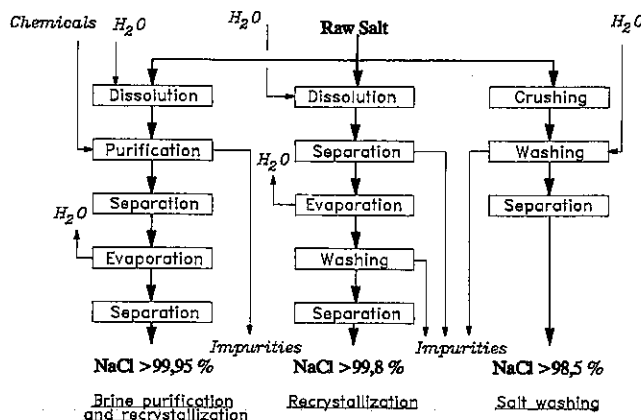 Chemicals
H2O
H2O
Raw Salt
H2O
Dissolution
Dissolution
Crushing
Purification
Separation
Washing
H2O
Separation
Evaporation
Separation
H2O
Evaporation
Washing
Separation
Separation
Impurities
Impurities
NaCl >99,95 %
NaCl >99,8 %
NaCl >98,5 %
Brine purification
and recrystallization
Recrystallization
Salt washing